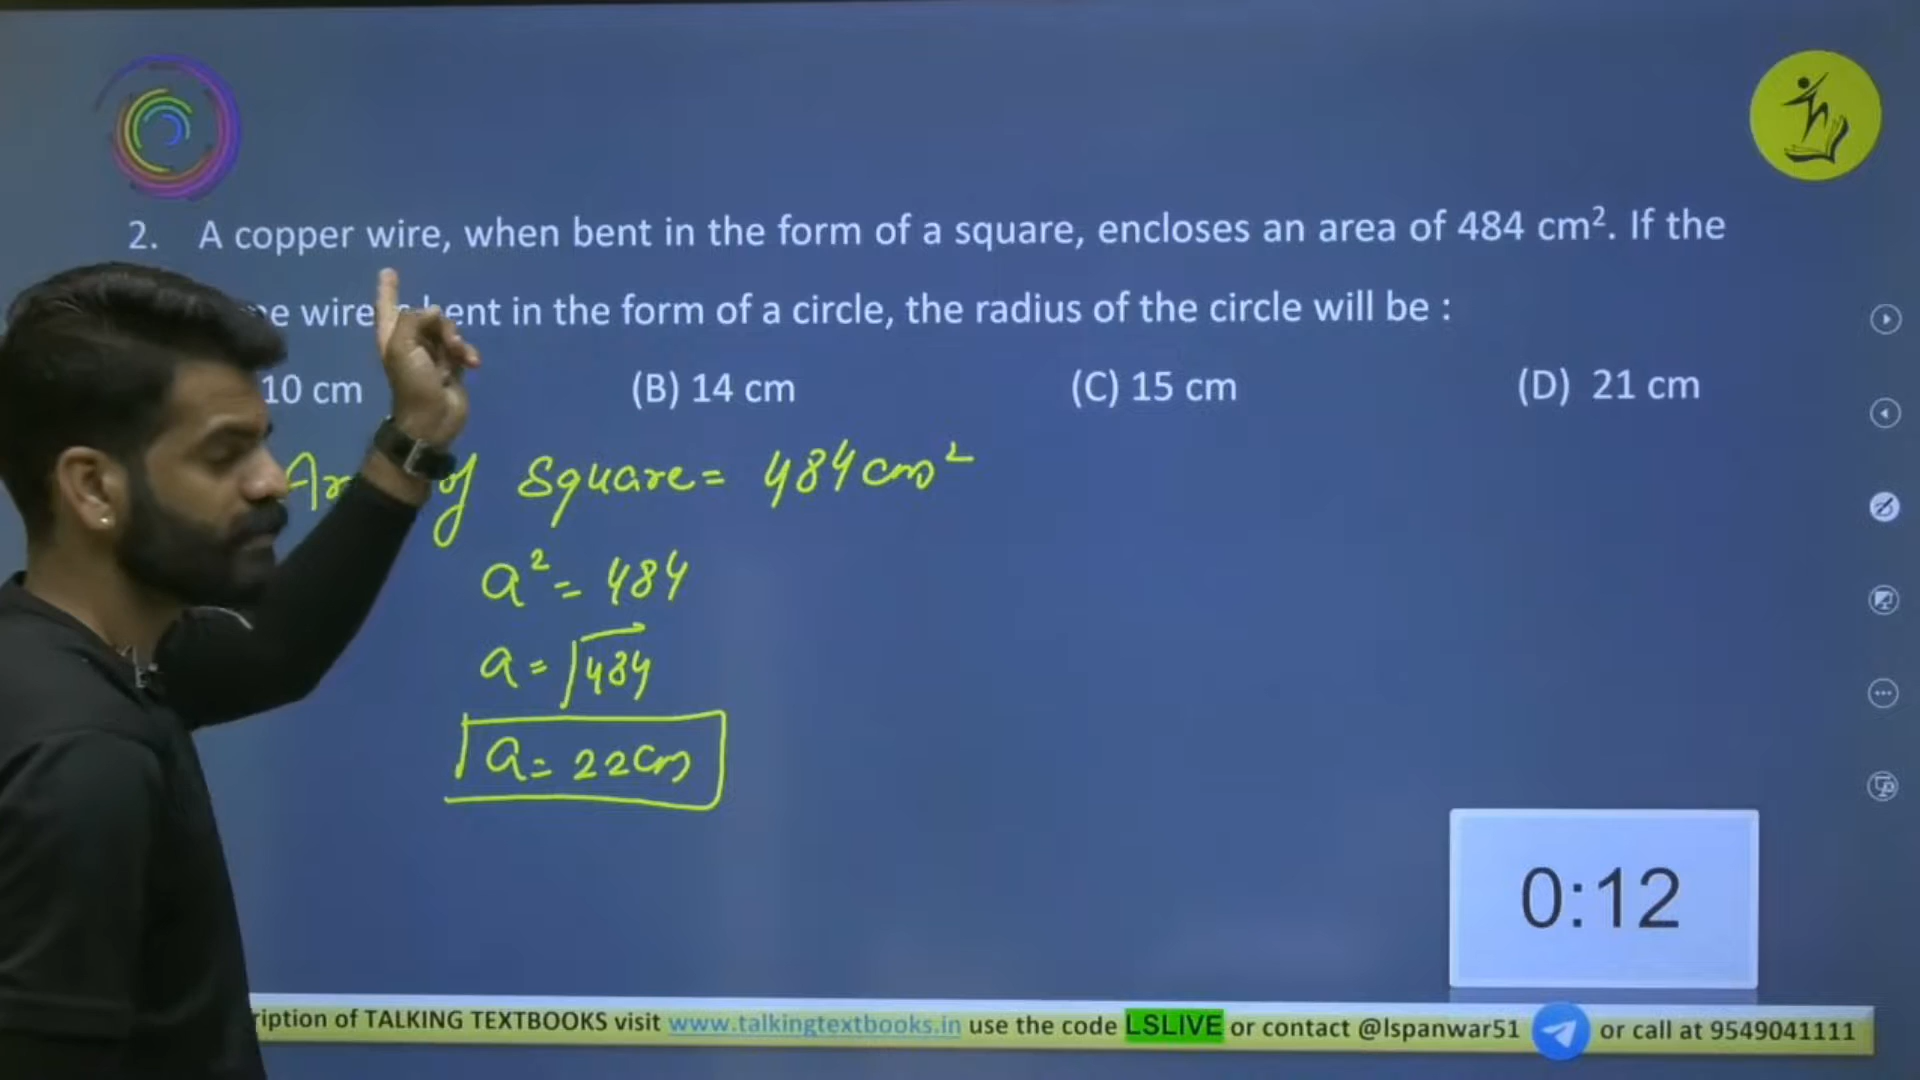 2. A copper wire, when bent in the form of a square, encloses an area of 484 cm². If the
wire bent in the form of a circle, the radius of the circle will be :
10 cm (B) 14 cm (C) 15 cm (D) 21 cm
of square = 484 cm²
a² = 484
a = √484
a = 22cm
0:12
ription of TALKING TEXTBOOKS visit www.talkingtextbooks.in use the code LSLIVE or contact @lspanwar51 or call at 9549041111